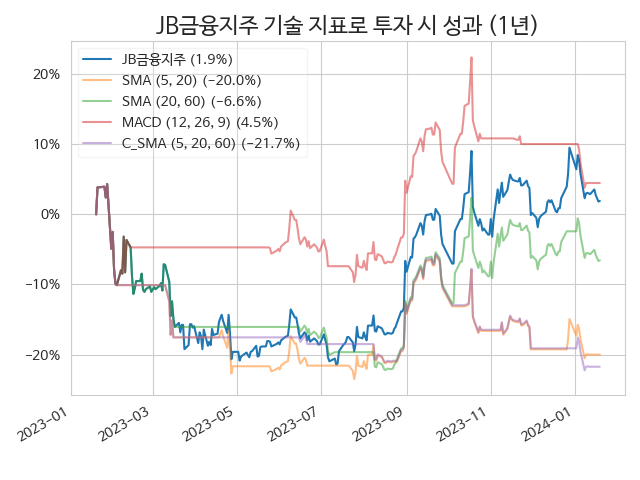 JB금융지주 기술 지표로 투자 시 성과 (1년)
JB금융지주 (1.9%)
SMA (5, 20) (−20.0%)
SMA (20, 60) (−6.6%)
MACD (12, 26, 9) (4.5%)
C_SMA (5, 20, 60) (−21.7%)
20%
10%
0%
−10%
−20%
2023−01
2023−03
2023−05
2023−07
2023−09
2023−11
2024−01